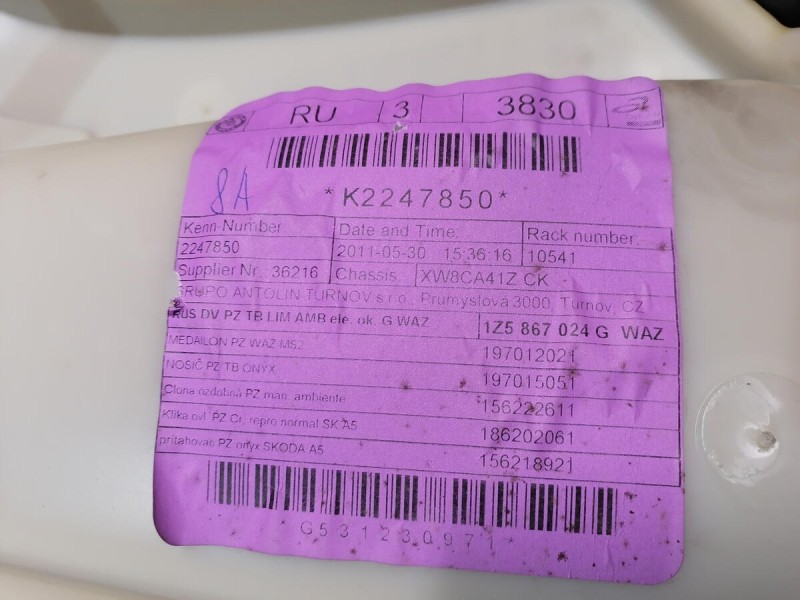 RU 3 3830
8A
*K2247850*
Kenn-Number Date and Time: Rack number:
2247850 2011-05-30 15:36:16 10541
Supplier Nr.: 36216 Chassis: XW8CA41Z CK
GRUPO ANTOLIN TURNOV s.r.o., Prumyslová 3000, Turnov, CZ
RUS DV PZ TB LIM AMB ele. ok. G WAZ 1Z5 867 024 G WAZ
MEDAILON PZ WAZ MS2 197012021
NOSIČ PZ TB ONYX 197015051
Clona ozdobná PZ man. ambiente 156222611
Klika ovl. PZ Cr, repro normal SK A5 186202061
pritahovac PZ onyx SKODA A5 156218921
G531230971*